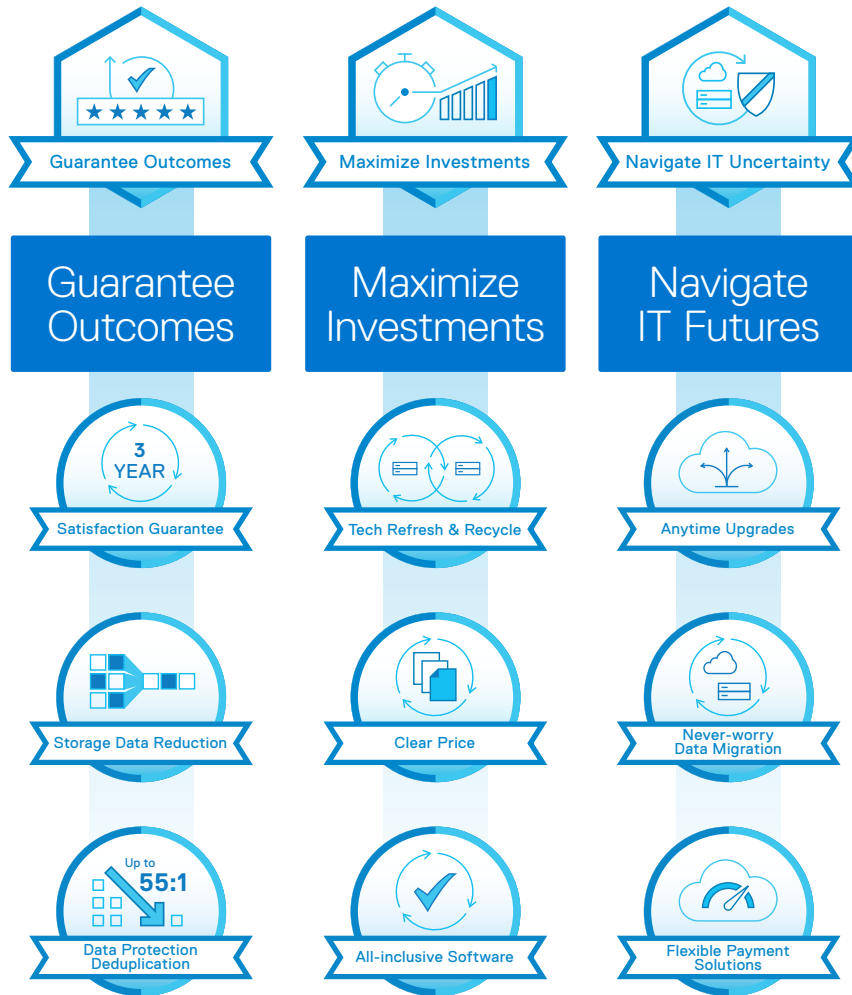 Guarantee Outcomes
Maximize Investments
Navigate IT Uncertainty
Guarantee
Outcomes
Maximize
Investments
Navigate
IT Futures
3
YEAR
Satisfaction Guarantee
Tech Refresh & Recycle
Anytime Upgrades
Storage Data Reduction
Clear Price
Never-worry
Data Migration
Up to
55:1
Data Protection
Deduplication
All-inclusive Software
Flexible Payment
Solutions